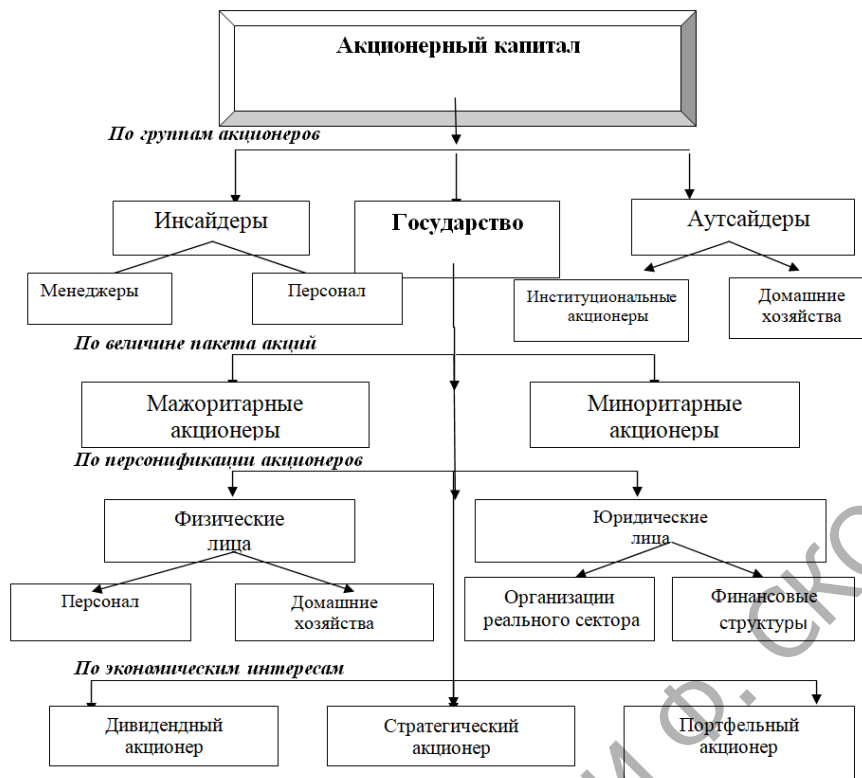 Акционерный капитал
По группам акционеров
Инсайдеры
Государство
Аутсайдеры
Менеджеры
Персонал
Институциональные
акционеры
Домашние
хозяйства
По величине пакета акций
Мажоритарные
акционеры
Миноритарные
акционеры
По персонификации акционеров
Физические
лица
Юридические
лица
Персонал
Домашние
хозяйства
Организации
реального сектора
Финансовые
структуры
По экономическим интересам
Дивидендный
акционер
Стратегический
акционер
Портфельный
акционер
И Ф. СКО